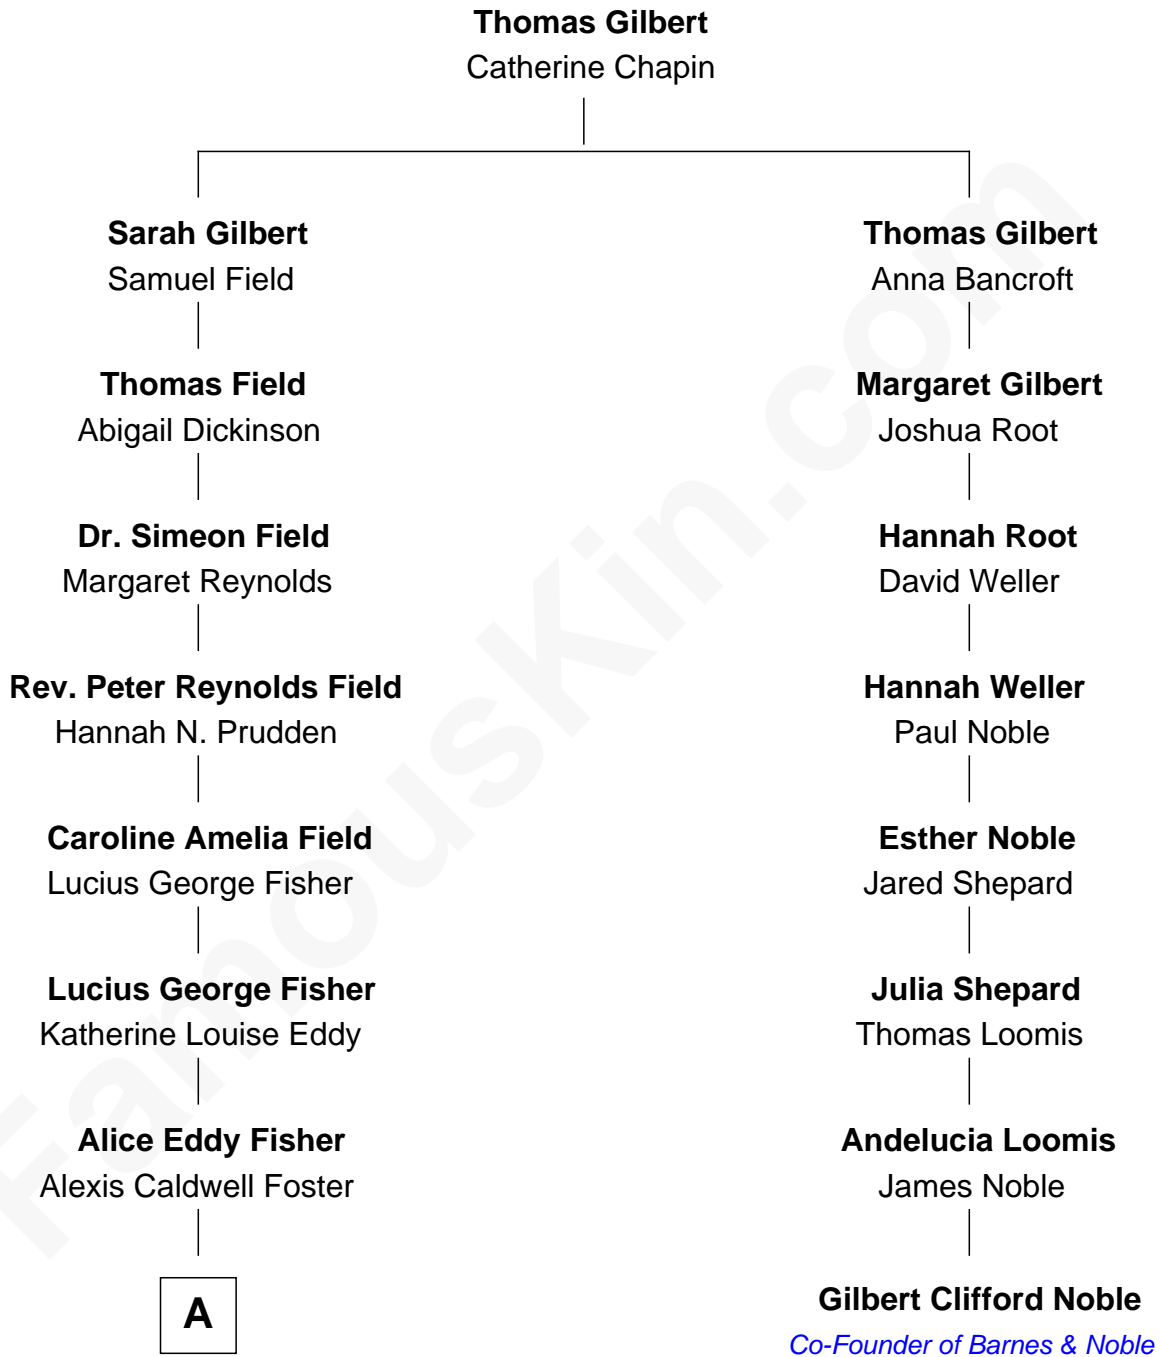 Thomas Gilbert
Catherine Chapin
Sarah Gilbert
Samuel Field
Thomas Gilbert
Anna Bancroft
Thomas Field
Abigail Dickinson
Margaret Gilbert
Joshua Root
Dr. Simeon Field
Margaret Reynolds
Hannah Root
David Weller
Rev. Peter Reynolds Field
Hannah N. Prudden
Hannah Weller
Paul Noble
Caroline Amelia Field
Lucius George Fisher
Esther Noble
Jared Shepard
Lucius George Fisher
Katherine Louise Eddy
Julia Shepard
Thomas Loomis
Alice Eddy Fisher
Alexis Caldwell Foster
Andelucia Loomis
James Noble
A
Gilbert Clifford Noble
Co-Founder of Barnes & Noble
FamousKin.com